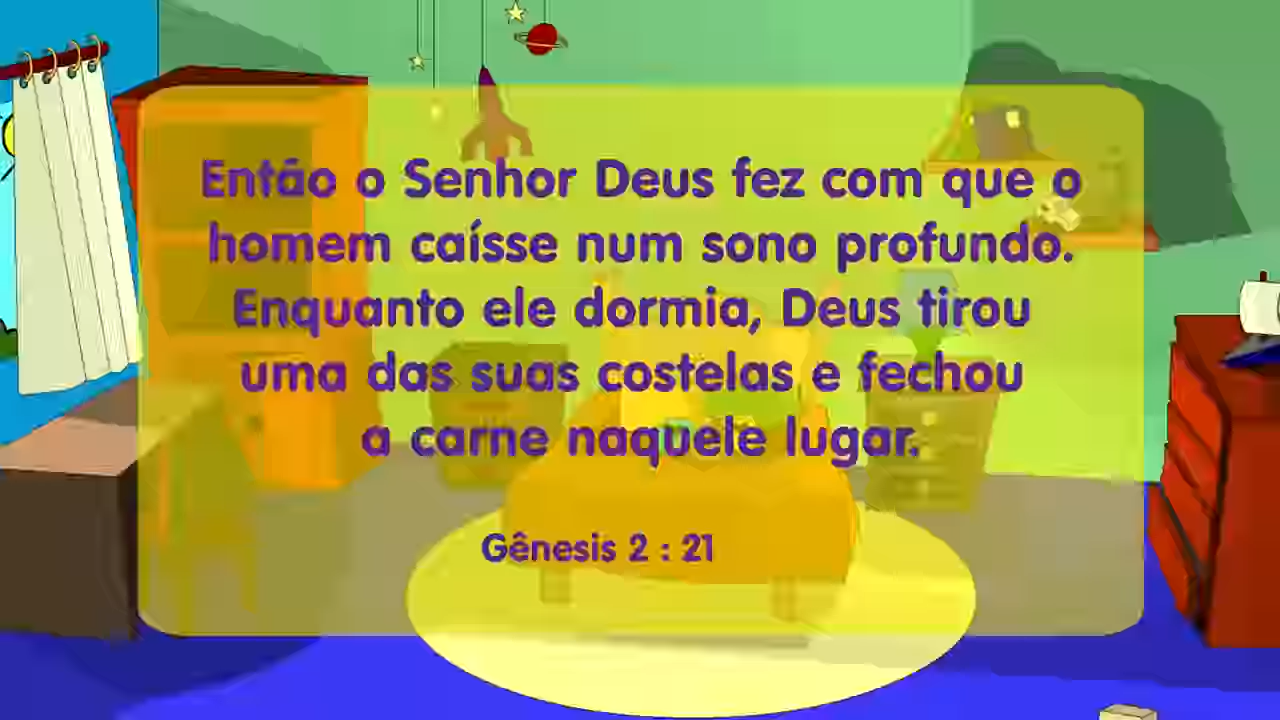 Então o Senhor Deus fez com que o
homem caísse num sono profundo.
Enquanto ele dormia, Deus tirou
uma das suas costelas e fechou
a carne naquele lugar.
Gênesis 2 : 21